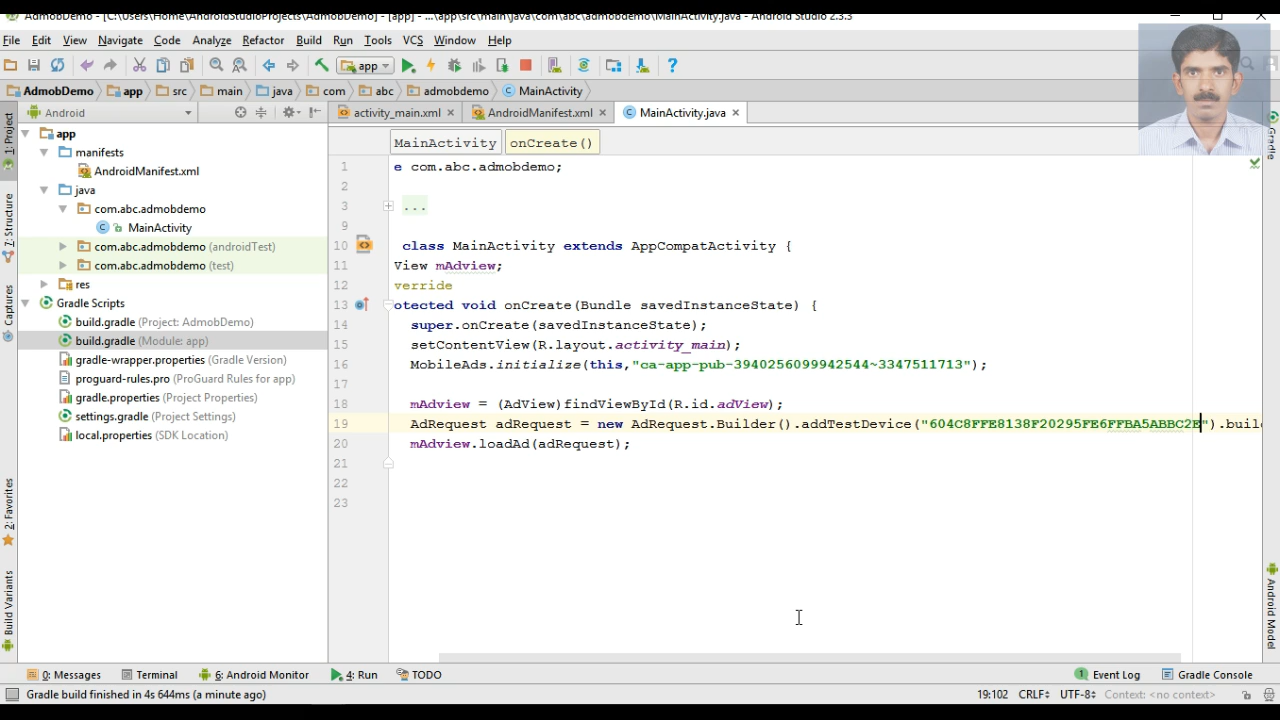 AdmobDemo - [C:\Users\Home\AndroidStudioProjects\AdmobDemo] - [app] - ...\app\src\main\java\com\abc\admobdemo\MainActivity.java - Android Studio 2.3.3
File Edit View Navigate Code Analyze Refactor Build Run Tools VCS Window Help
app
AdmobDemo app src main java com abc admobdemo MainActivity
Android
activity_main.xml AndroidManifest.xml MainActivity.java
MainActivity onCreate()
app
manifests
AndroidManifest.xml
java
com.abc.admobdemo
MainActivity
com.abc.admobdemo (androidTest)
com.abc.admobdemo (test)
res
Gradle Scripts
build.gradle (Project: AdmobDemo)
build.gradle (Module: app)
gradle-wrapper.properties (Gradle Version)
proguard-rules.pro (ProGuard Rules for app)
gradle.properties (Project Properties)
settings.gradle (Project Settings)
local.properties (SDK Location)
1 e com.abc.admobdemo;
2
3 ...
9
10 class MainActivity extends AppCompatActivity {
11 View mAdview;
12 verride
13 otected void onCreate(Bundle savedInstanceState) {
14 super.onCreate(savedInstanceState);
15 setContentView(R.layout.activity_main);
16 MobileAds.initialize(this,"ca-app-pub-3940256099942544~3347511713");
17
18 mAdview = (AdView)findViewById(R.id.adView);
19 AdRequest adRequest = new AdRequest.Builder().addTestDevice("604C8FFE8138F20295FE6FFBA5ABBC2E").buil
20 mAdview.loadAd(adRequest);
21
22
23
1: Project
7: Structure
Captures
2: Favorites
Build Variants
Gradle
Android Model
0: Messages Terminal 6: Android Monitor 4: Run TODO 1 Event Log Gradle Console
Gradle build finished in 4s 644ms (a minute ago) 19:102 CRLF UTF-8 Context: <no context>